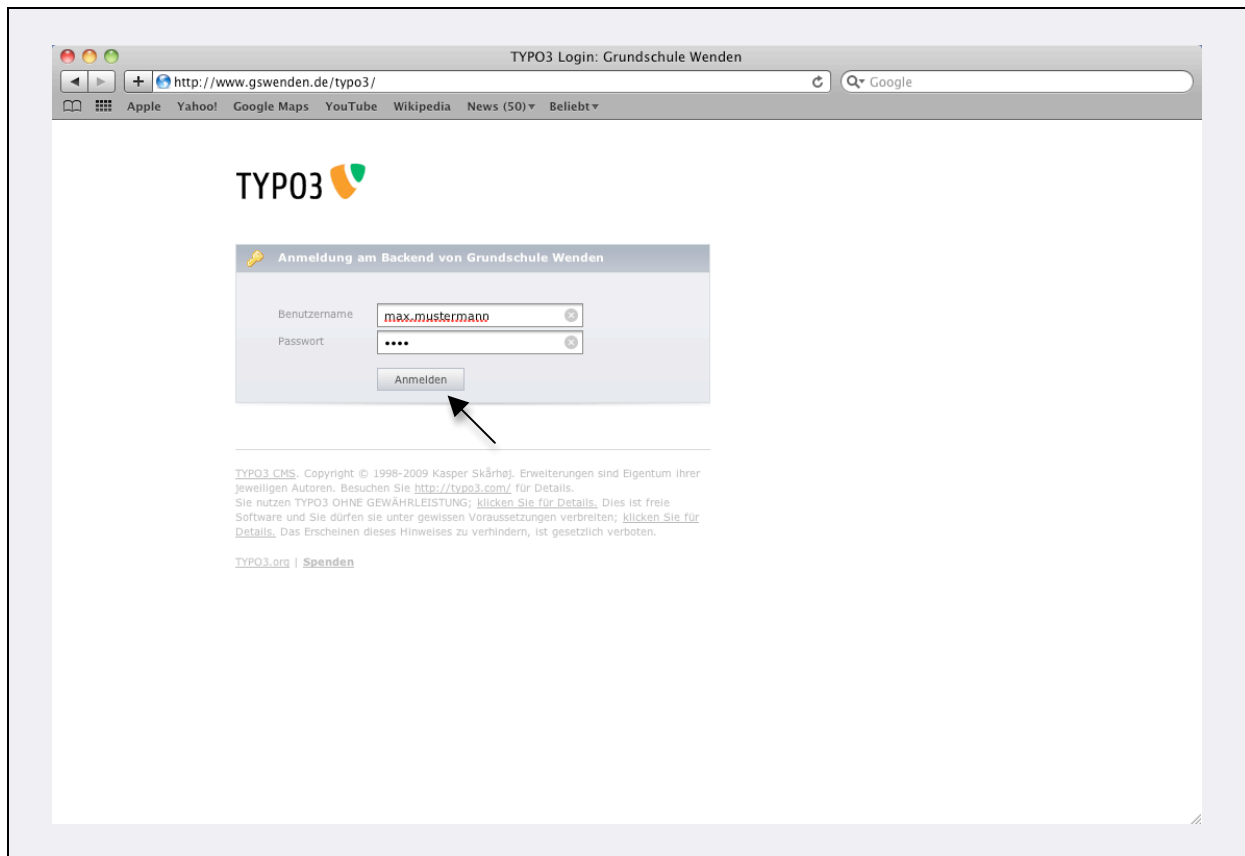 TYPO3 Login: Grundschule Wenden
http://www.gswenden.de/typo3/
Google
Apple Yahoo! Google Maps YouTube Wikipedia News (50) Beliebt
TYPO3
Anmeldung am Backend von Grundschule Wenden
Benutzername max.mustermann
Passwort ••••
Anmelden
TYPO3 CMS. Copyright © 1998-2009 Kasper Skårhøj. Erweiterungen sind Eigentum ihrer
jeweiligen Autoren. Besuchen Sie http://typo3.com/ für Details.
Sie nutzen TYPO3 OHNE GEWÄHRLEISTUNG; klicken Sie für Details. Dies ist freie
Software und Sie dürfen sie unter gewissen Voraussetzungen verbreiten; klicken Sie für
Details. Das Erscheinen dieses Hinweises zu verhindern, ist gesetzlich verboten.
TYPO3.org | Spenden